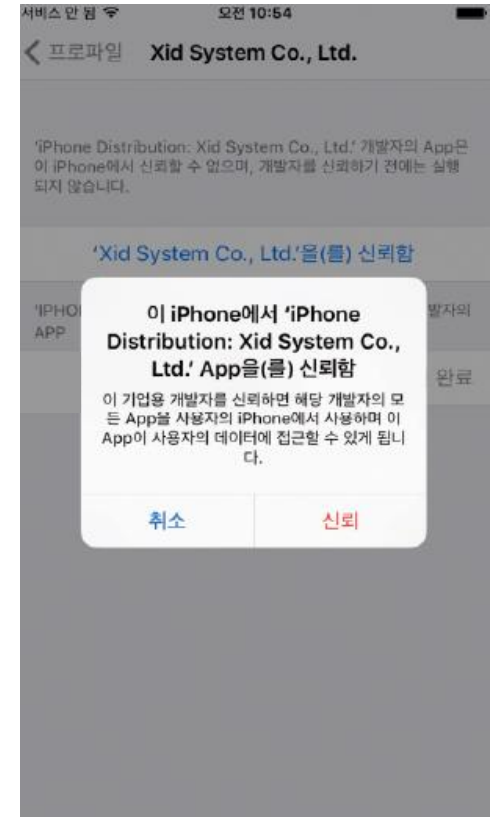 서비스 안 됨 오전 10:54
프로파일 Xid System Co., Ltd.
'iPhone Distribution: Xid System Co., Ltd.' 개발자의 App은
이 iPhone에서 신뢰할 수 없으며, 개발자를 신뢰하기 전에는 실행
되지 않습니다.
'Xid System Co., Ltd.'을(를) 신뢰함
'IPHO 발자의
APP
완료
이 iPhone에서 'iPhone
Distribution: Xid System Co.,
Ltd.' App을(를) 신뢰함
이 기업용 개발자를 신뢰하면 해당 개발자의 모
든 App을 사용자의 iPhone에서 사용하며 이
App이 사용자의 데이터에 접근할 수 있게 됩니
다.
취소 신뢰